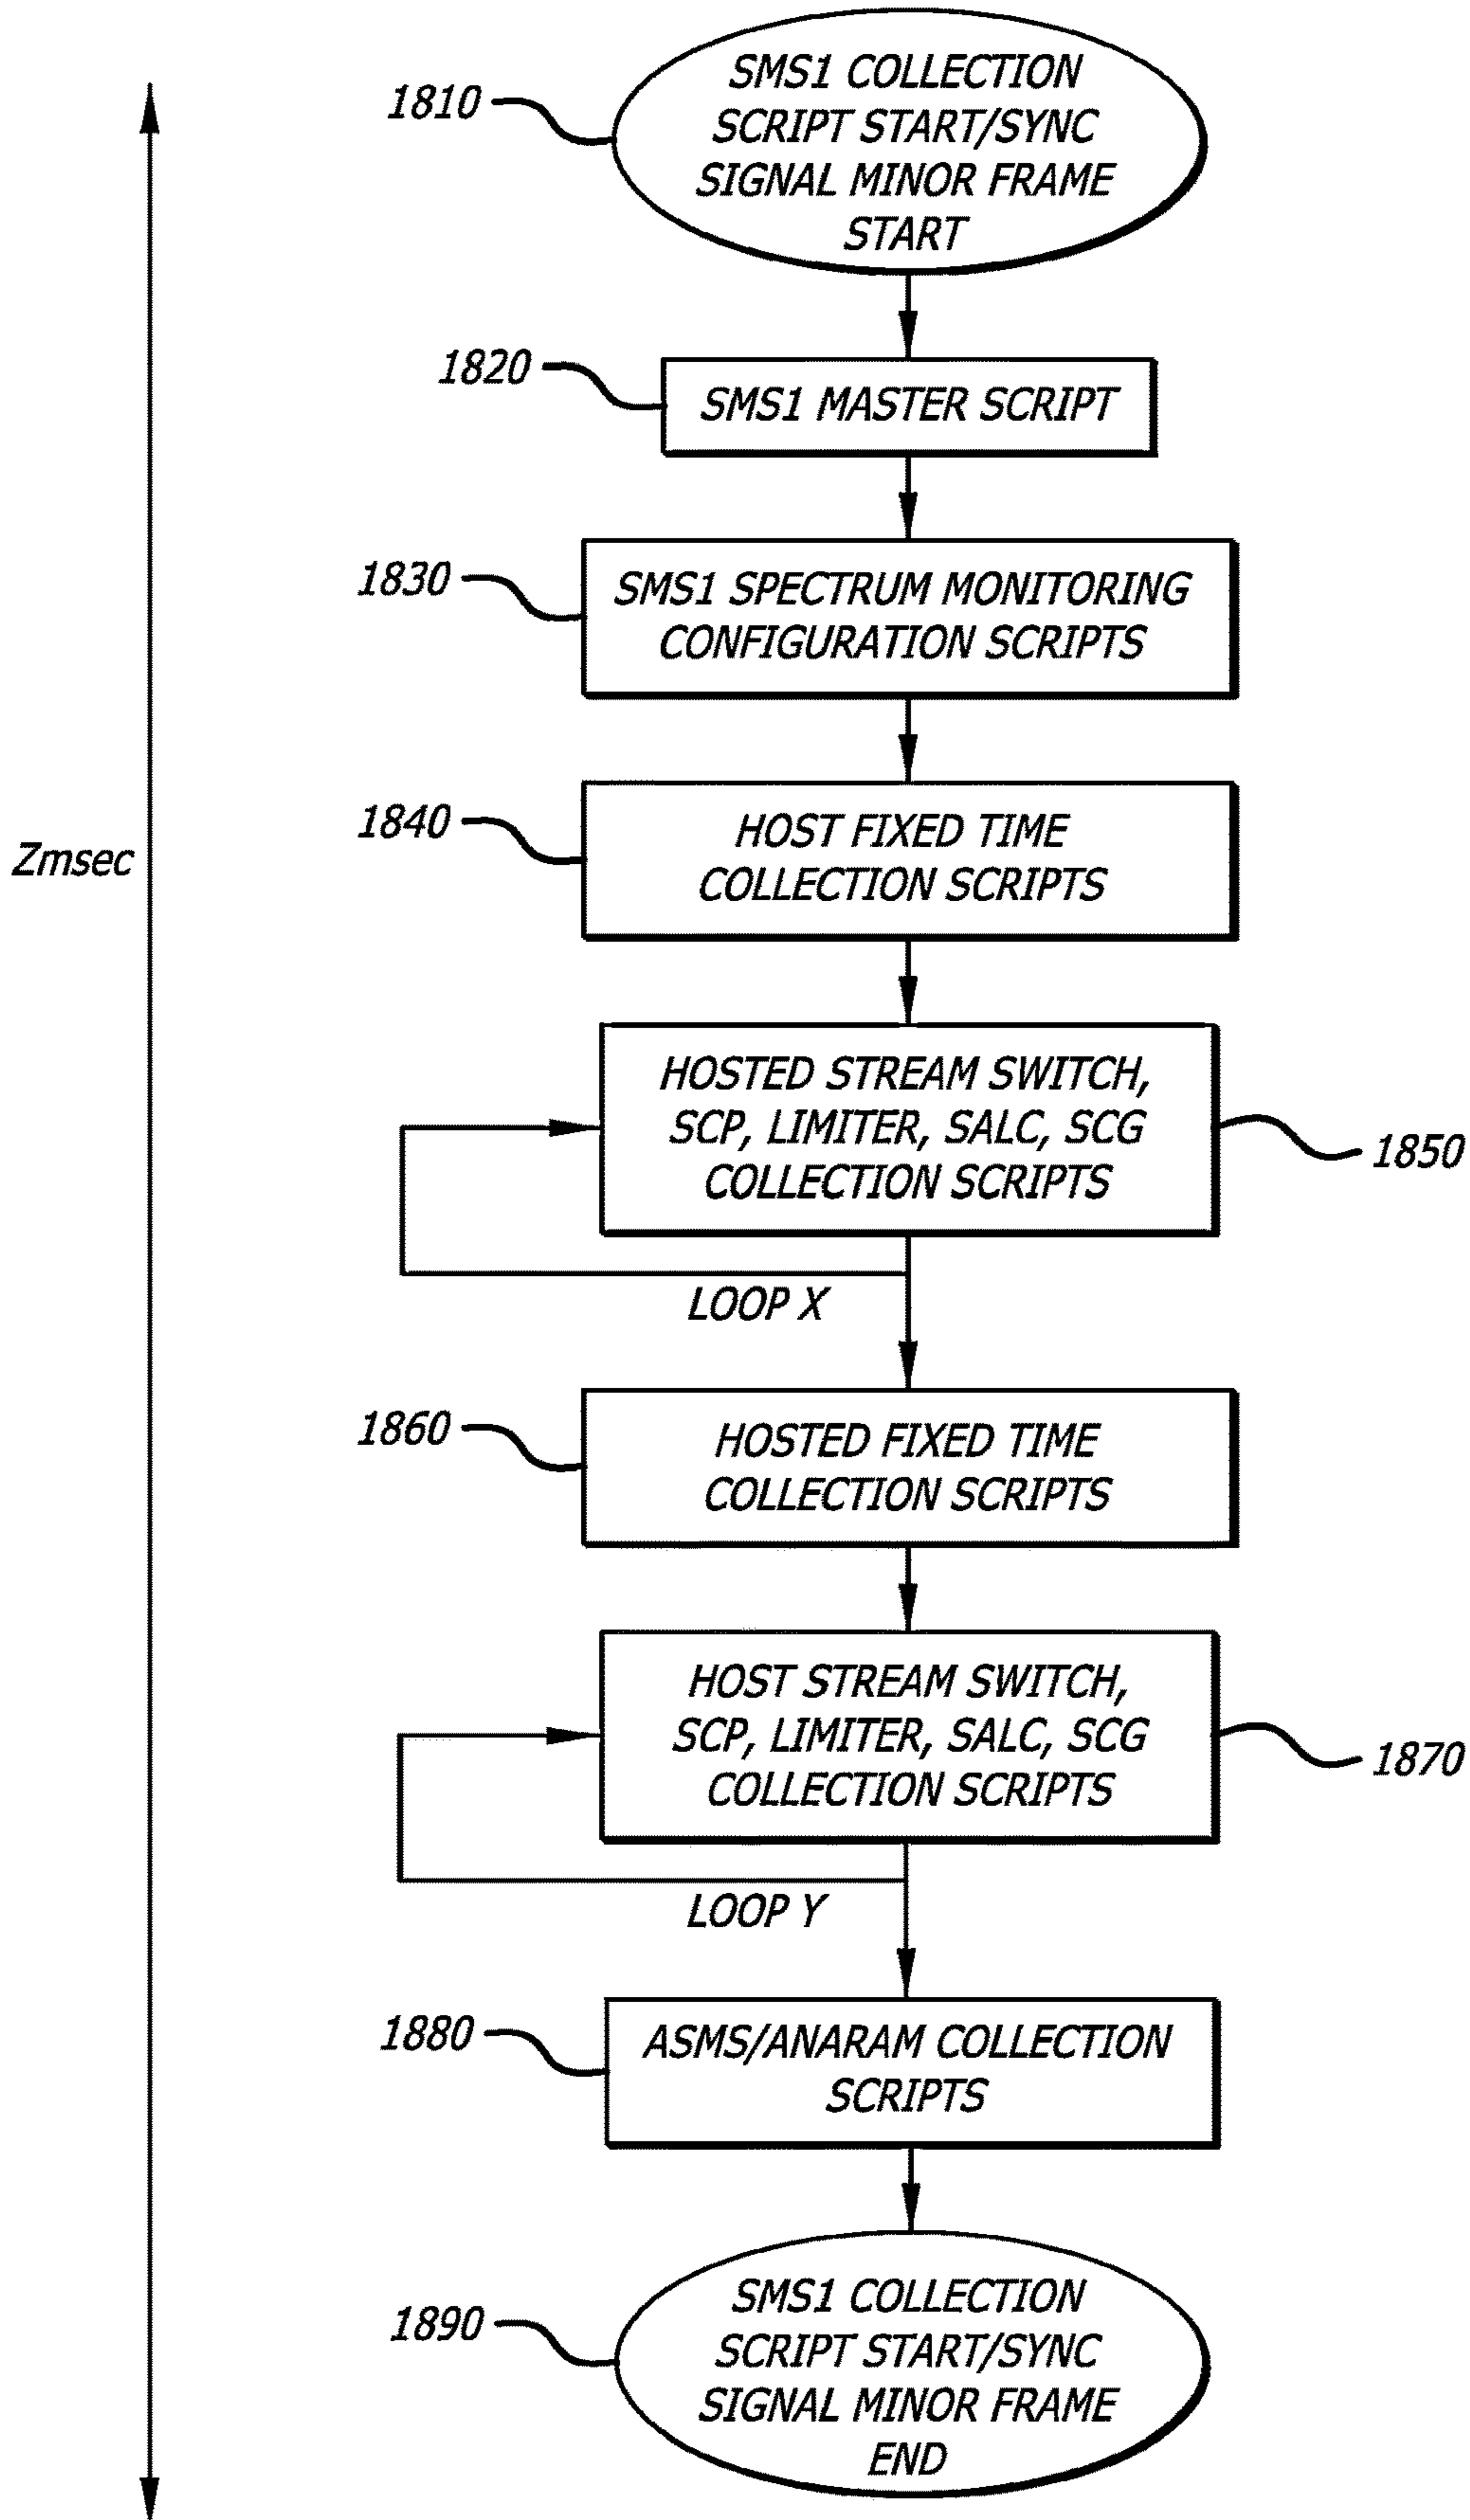 1810
SMS1 COLLECTION
SCRIPT START/SYNC
SIGNAL MINOR FRAME
START
1820
SMS1 MASTER SCRIPT
1830
SMS1 SPECTRUM MONITORING
CONFIGURATION SCRIPTS
Zmsec
1840
HOST FIXED TIME
COLLECTION SCRIPTS
HOSTED STREAM SWITCH,
SCP, LIMITER, SALC, SCG
COLLECTION SCRIPTS
1850
LOOP X
1860
HOSTED FIXED TIME
COLLECTION SCRIPTS
HOST STREAM SWITCH,
SCP, LIMITER, SALC, SCG
COLLECTION SCRIPTS
1870
LOOP Y
1880
ASMS/ANARAM COLLECTION
SCRIPTS
1890
SMS1 COLLECTION
SCRIPT START/SYNC
SIGNAL MINOR FRAME
END